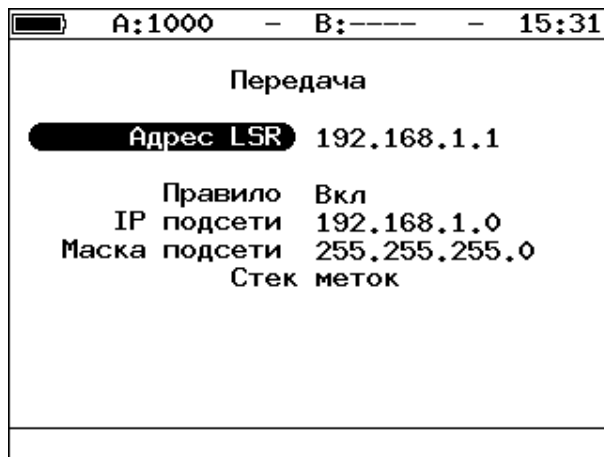 A:1000 – B:---- – 15:31
Передача
Адрес LSR 192.168.1.1
Правило Вкл
IP подсети 192.168.1.0
Маска подсети 255.255.255.0
Стек меток